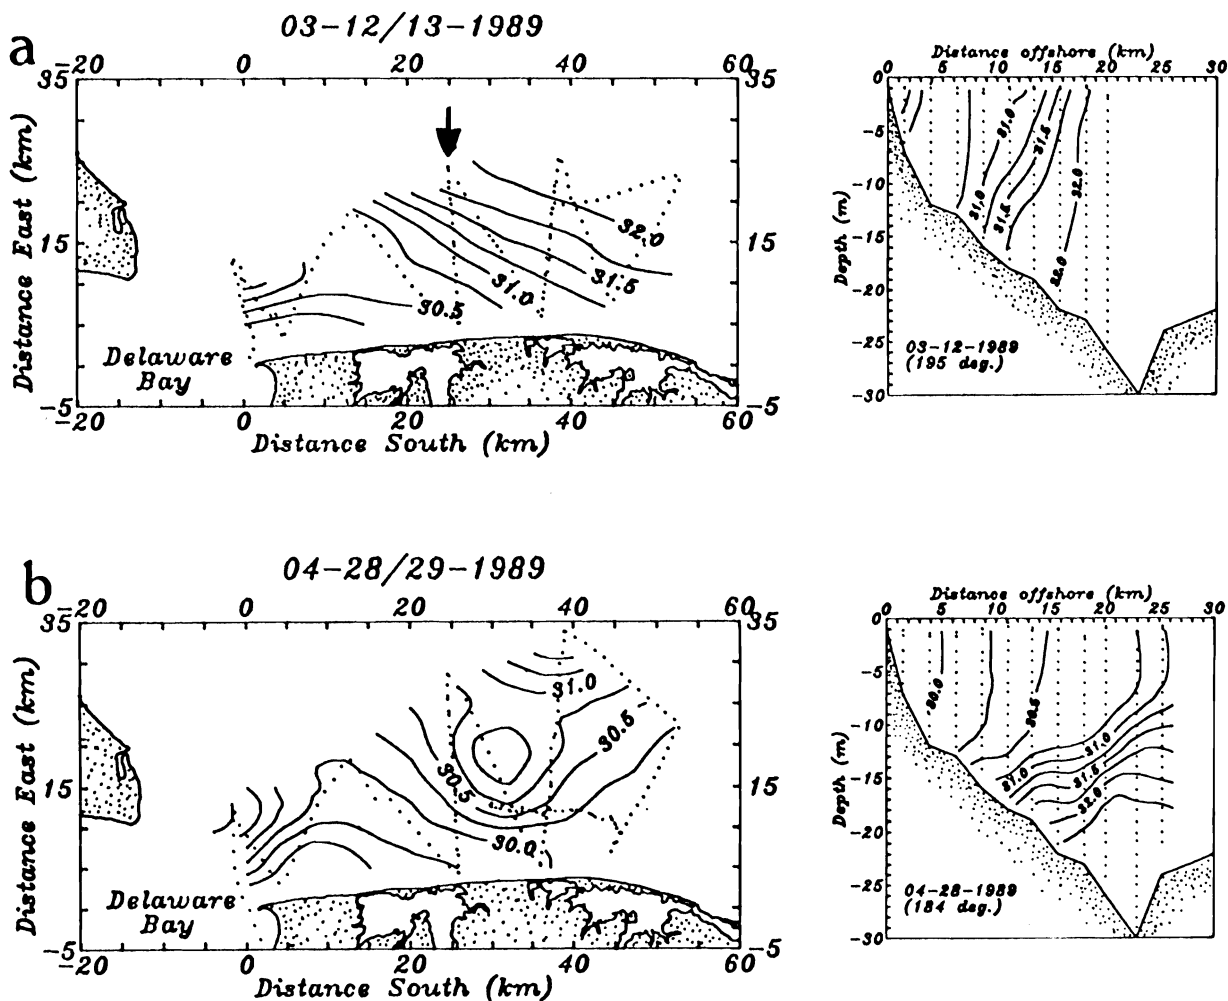 a
03-12/13-1989
-20 0 20 40 60
35 35
15 15
-5 -5
-20 0 20 40 60
Distance East (km)
Distance South (km)
Delaware
Bay
32.0
31.5
31.0
30.5
Distance offshore (km)
0 5 10 15 20 25 30
0
-5
-10
-15
-20
-25
-30
Depth (m)
31.0
31.5
32.0
31.0
31.5
32.0
03-12-1989
(195 deg.)
b
04-28/29-1989
-20 0 20 40 60
35 35
15 15
-5 -5
-20 0 20 40 60
Distance East (km)
Distance South (km)
Delaware
Bay
31.0
30.5
30.5
30.0
Distance offshore (km)
0 5 10 15 20 25 30
0
-5
-10
-15
-20
-25
-30
Depth (m)
30.0
30.5
31.0
31.0
31.5
32.0
04-28-1989
(184 deg.)